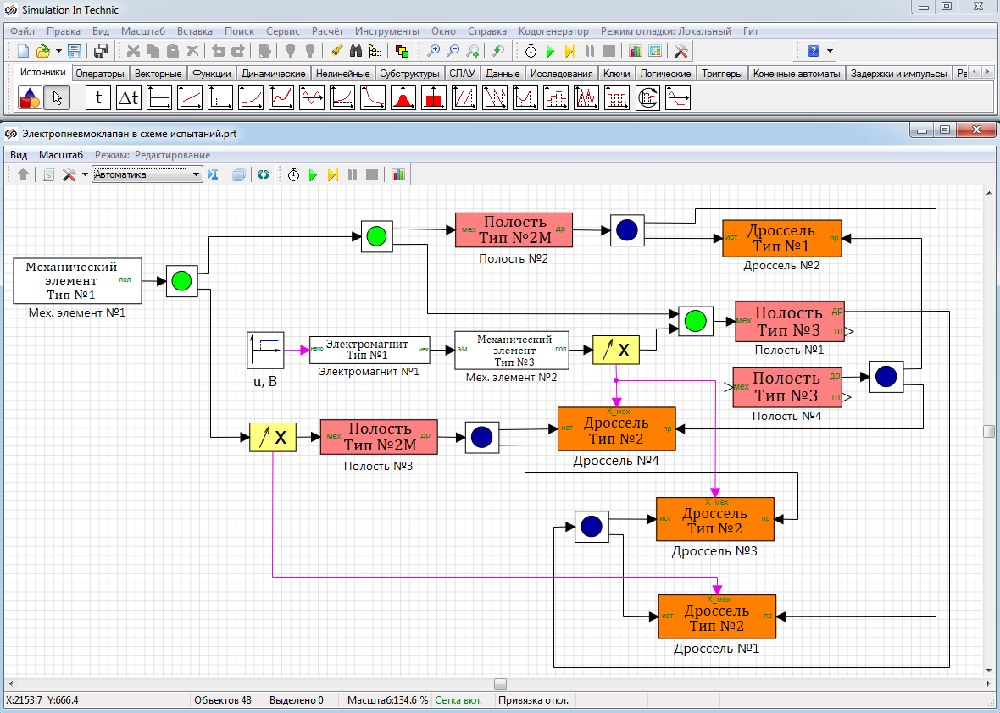 Simulation In Technic
Файл Правка Вид Масштаб Вставка Поиск Сервис Расчёт Инструменты Окно Справка Кодогенератор Режим отладки: Локальный Гит
Источники Операторы Векторные Функции Динамические Нелинейные Субструктуры СПАУ Данные Исследования Ключи Логические Триггеры Конечные автоматы Задержки и импульсы Ре
t Δt
Электропневмоклапан в схеме испытаний.prt
Вид Масштаб Режим: Редактирование
Автоматика
мех Полость др
Тип №2М
Полость №2
Дроссель
ист Тип №1 пр
Дроссель №2
Механический
элемент пол
Тип №1
Мех. элемент №1
Полость др
мех Тип №3 тп
Полость №1
u, В
напр Электромагнит мех
Тип №1
Электромагнит №1
Механический
э/м элемент пол
Тип №3
Мех. элемент №2
X
Полость др
мех Тип №3 тп
Полость №4
X
мех Полость др
Тип №2М
Полость №3
X_мех
Дроссель
ист Тип №2 пр
Дроссель №4
X_мех
Дроссель
ист Тип №2 пр
Дроссель №3
X_мех
Дроссель
ист Тип №2 пр
Дроссель №1
X:2153.7 Y:666.4 Объектов 48 Выделено 0 Масштаб:134.6 % Сетка вкл. Привязка откл.